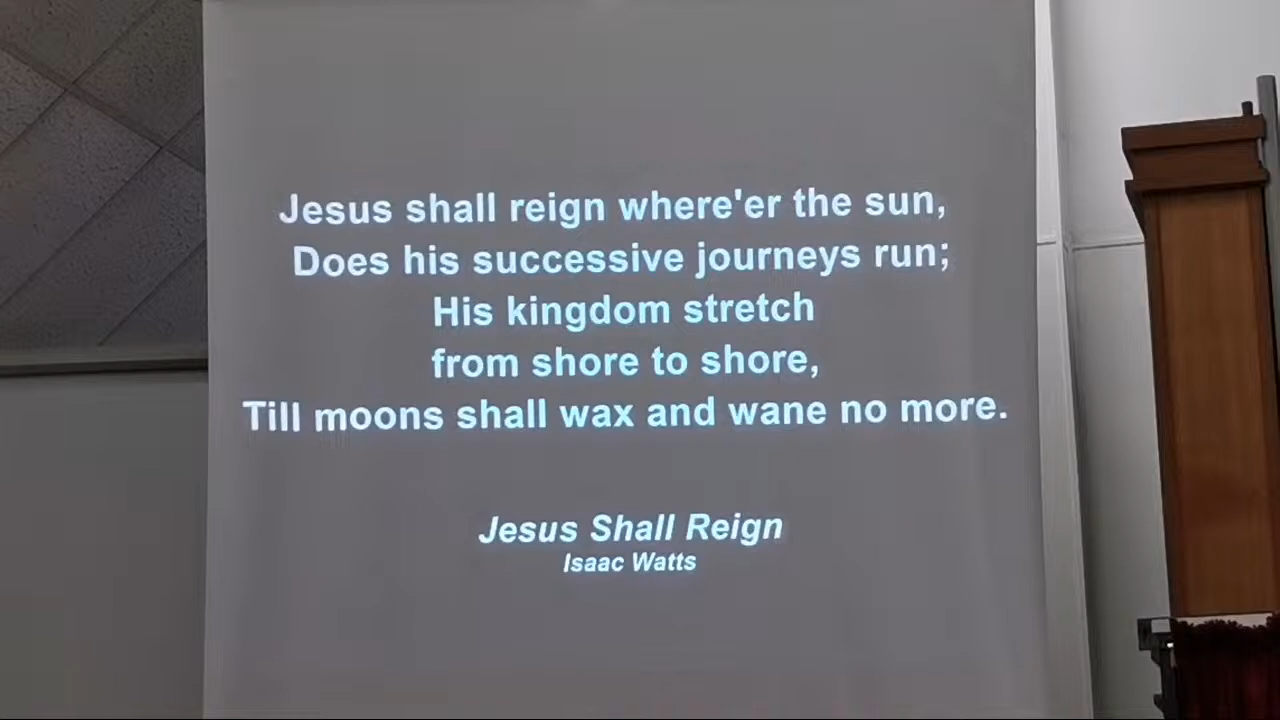 Jesus shall reign where'er the sun,
Does his successive journeys run;
His kingdom stretch
from shore to shore,
Till moons shall wax and wane no more.
Jesus Shall Reign
Isaac Watts